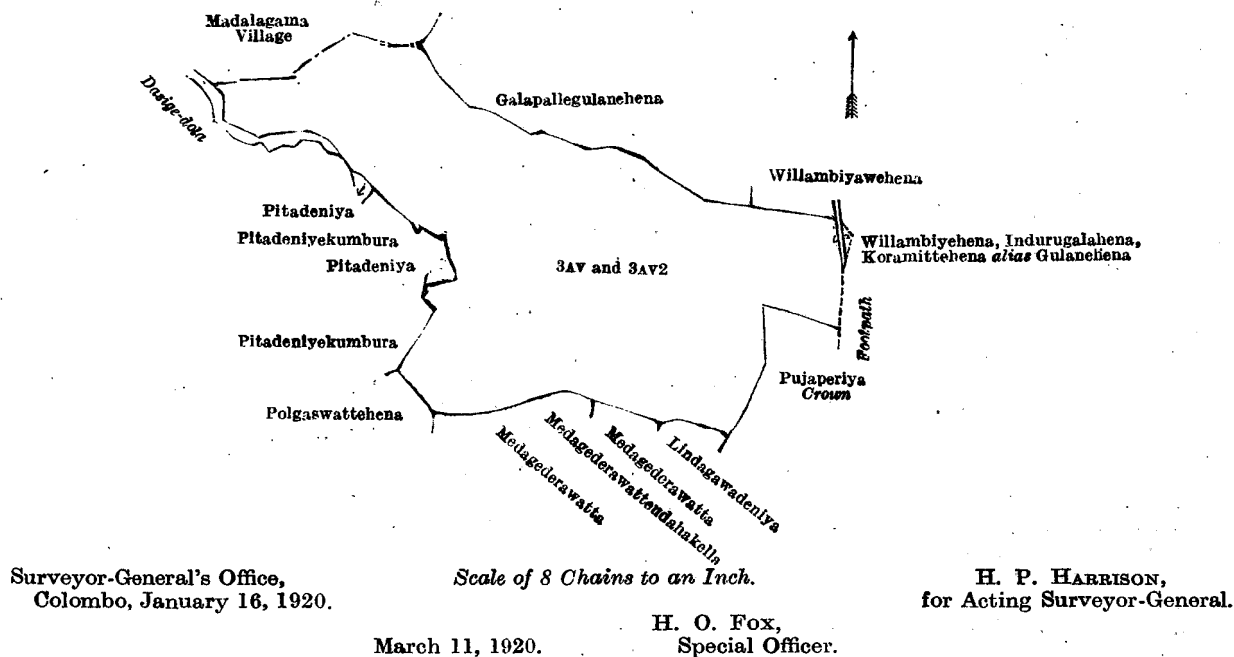 Madalagama
Village
Dasige-dola
Galapallegulanehena
Willambiyawehena
Pitadeniya
Pitadeniyekumbura
Pitadeniya
3AV and 3AV2
Willambiyehena, Indurugalahena,
Koramittehena alias Gulanehena
Footpath
Pitadeniyekumbura
Pujaperiya
Crown
Polgaswattehena
Medagederawatta
Medagederawattendahakella
Medagederawatta
Lindagawadeniya
Surveyor-General's Office,
Colombo, January 16, 1920.
Scale of 8 Chains to an Inch.
H. P. HARRISON,
for Acting Surveyor-General.
H. O. FOX,
March 11, 1920. Special Officer.